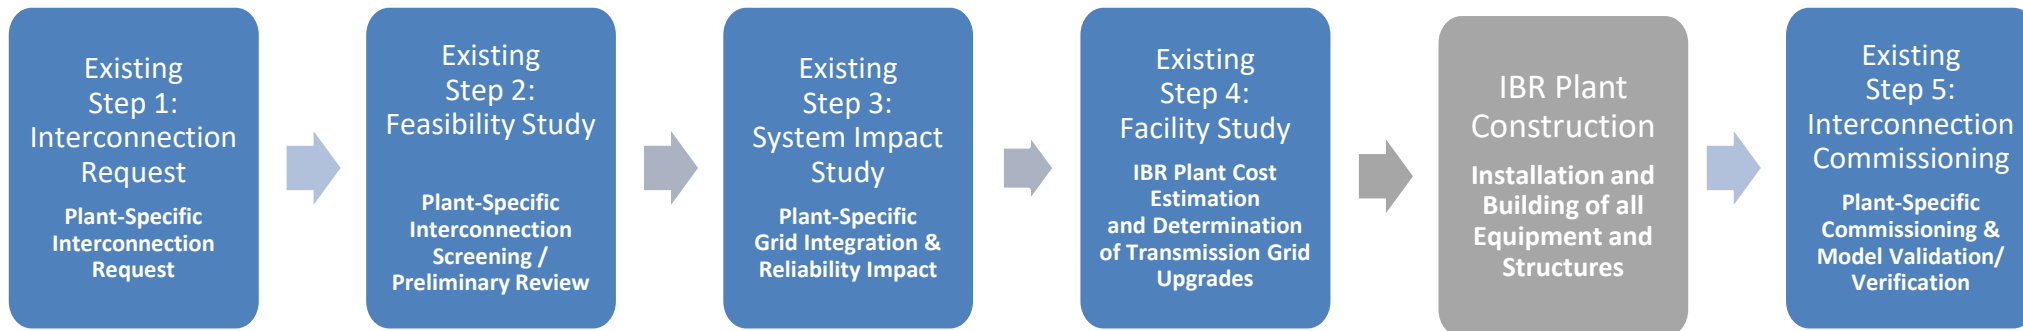 Existing
Step 1:
Interconnection
Request
Plant-Specific
Interconnection
Request
Existing
Step 2:
Feasibility Study
Plant-Specific
Interconnection
Screening /
Preliminary Review
Existing
Step 3:
System Impact
Study
Plant-Specific
Grid Integration &
Reliability Impact
Existing
Step 4:
Facility Study
IBR Plant Cost
Estimation
and Determination
of Transmission Grid
Upgrades
IBR Plant
Construction
Installation and
Building of all
Equipment and
Structures
Existing
Step 5:
Interconnection
Commissioning
Plant-Specific
Commissioning &
Model Validation/
Verification